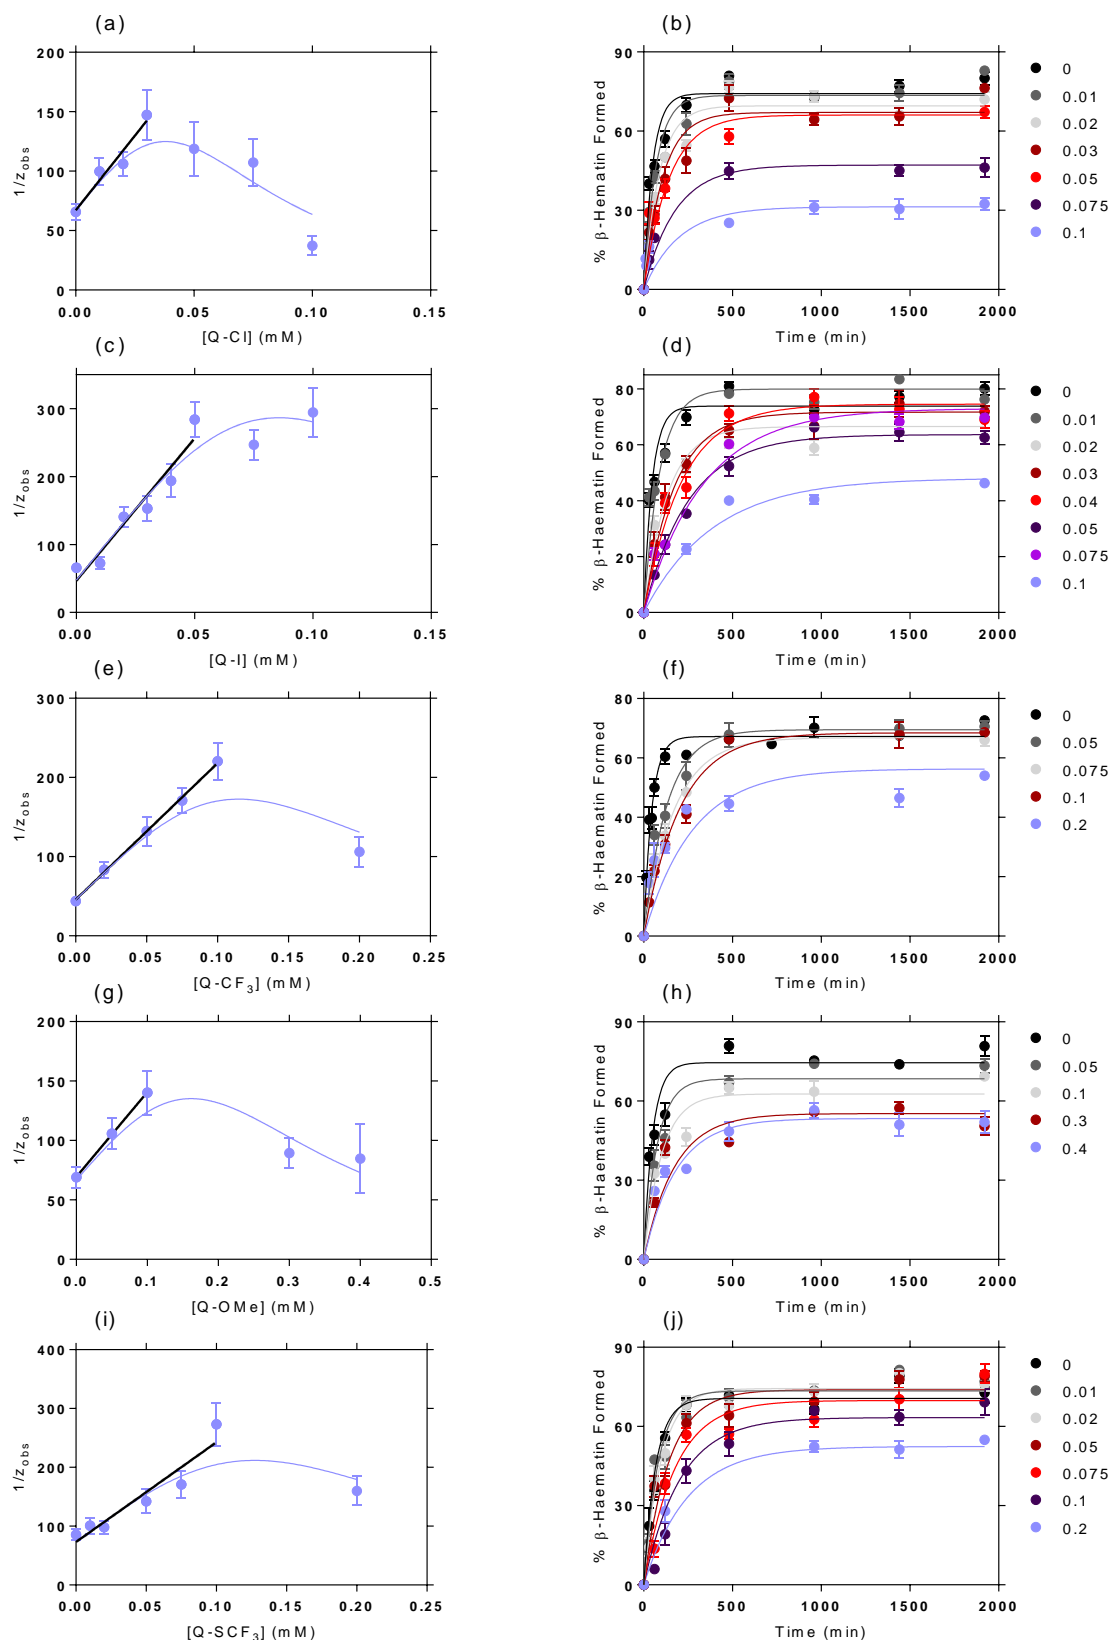 (a)
200
150
100
50
0
1/zobs
0.00 0.05 0.10 0.15
[Q-Cl] (mM)
(b)
90
60
30
0
% β-Hematin Formed
0 500 1000 1500 2000
Time (min)
0
0.01
0.02
0.03
0.05
0.075
0.1
(c)
300
200
100
0
1/zobs
0.00 0.05 0.10 0.15
[Q-I] (mM)
(d)
80
60
40
20
0
% β-Haematin Formed
0 500 1000 1500 2000
Time (min)
0
0.01
0.02
0.03
0.04
0.05
0.075
0.1
(e)
300
200
100
0
1/zobs
0.00 0.05 0.10 0.15 0.20 0.25
[Q-CF3] (mM)
(f)
80
60
40
20
0
% β-Haematin Formed
0 500 1000 1500 2000
Time (min)
0
0.05
0.075
0.1
0.2
(g)
200
150
100
50
0
1/zobs
0.0 0.1 0.2 0.3 0.4 0.5
[Q-OMe] (mM)
(h)
90
60
30
0
% β-Haematin Formed
0 500 1000 1500 2000
Time (min)
0
0.05
0.1
0.3
0.4
(i)
400
300
200
100
0
1/zobs
0.00 0.05 0.10 0.15 0.20 0.25
[Q-SCF3] (mM)
(j)
90
60
30
0
% β-Haematin Formed
0 500 1000 1500 2000
Time (min)
0
0.01
0.02
0.05
0.075
0.1
0.2